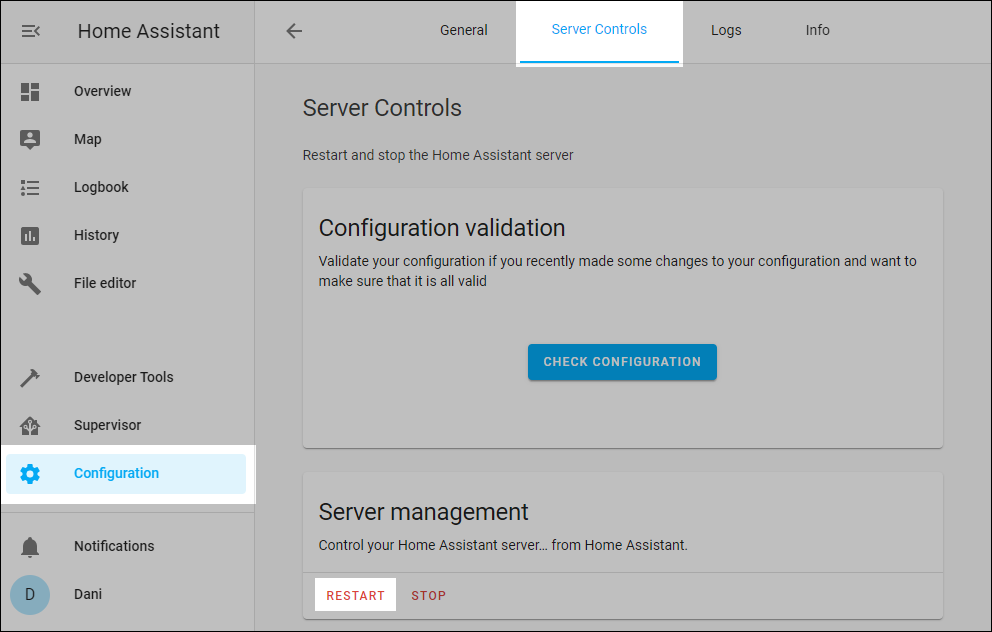 Home Assistant
General
Server Controls
Logs
Info
Overview
Map
Logbook
History
File editor
Developer Tools
Supervisor
Configuration
Notifications
D
Dani
Server Controls
Restart and stop the Home Assistant server
Configuration validation
Validate your configuration if you recently made some changes to your configuration and want to
make sure that it is all valid
CHECK CONFIGURATION
Server management
Control your Home Assistant server… from Home Assistant.
RESTART
STOP